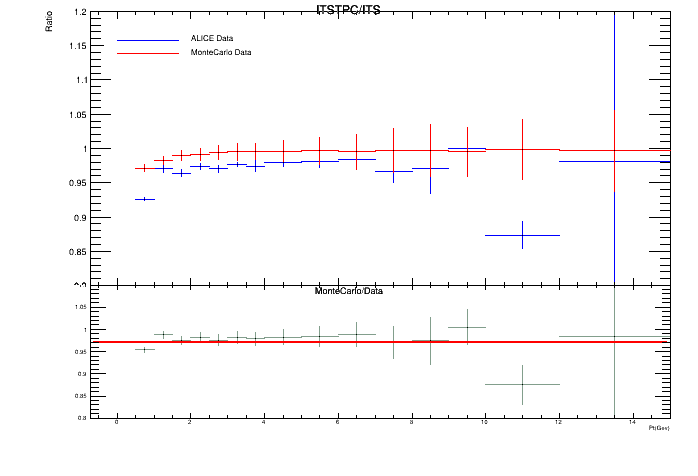 ITSTPC/ITS
Ratio
1.2
1.15
1.1
1.05
1
0.95
0.9
0.85
ALICE Data
MonteCarlo Data
MonteCarlo/Data
1.05
1
0.95
0.9
0.85
0.8
0 2 4 6 8 10 12 14
Pt(Gev)